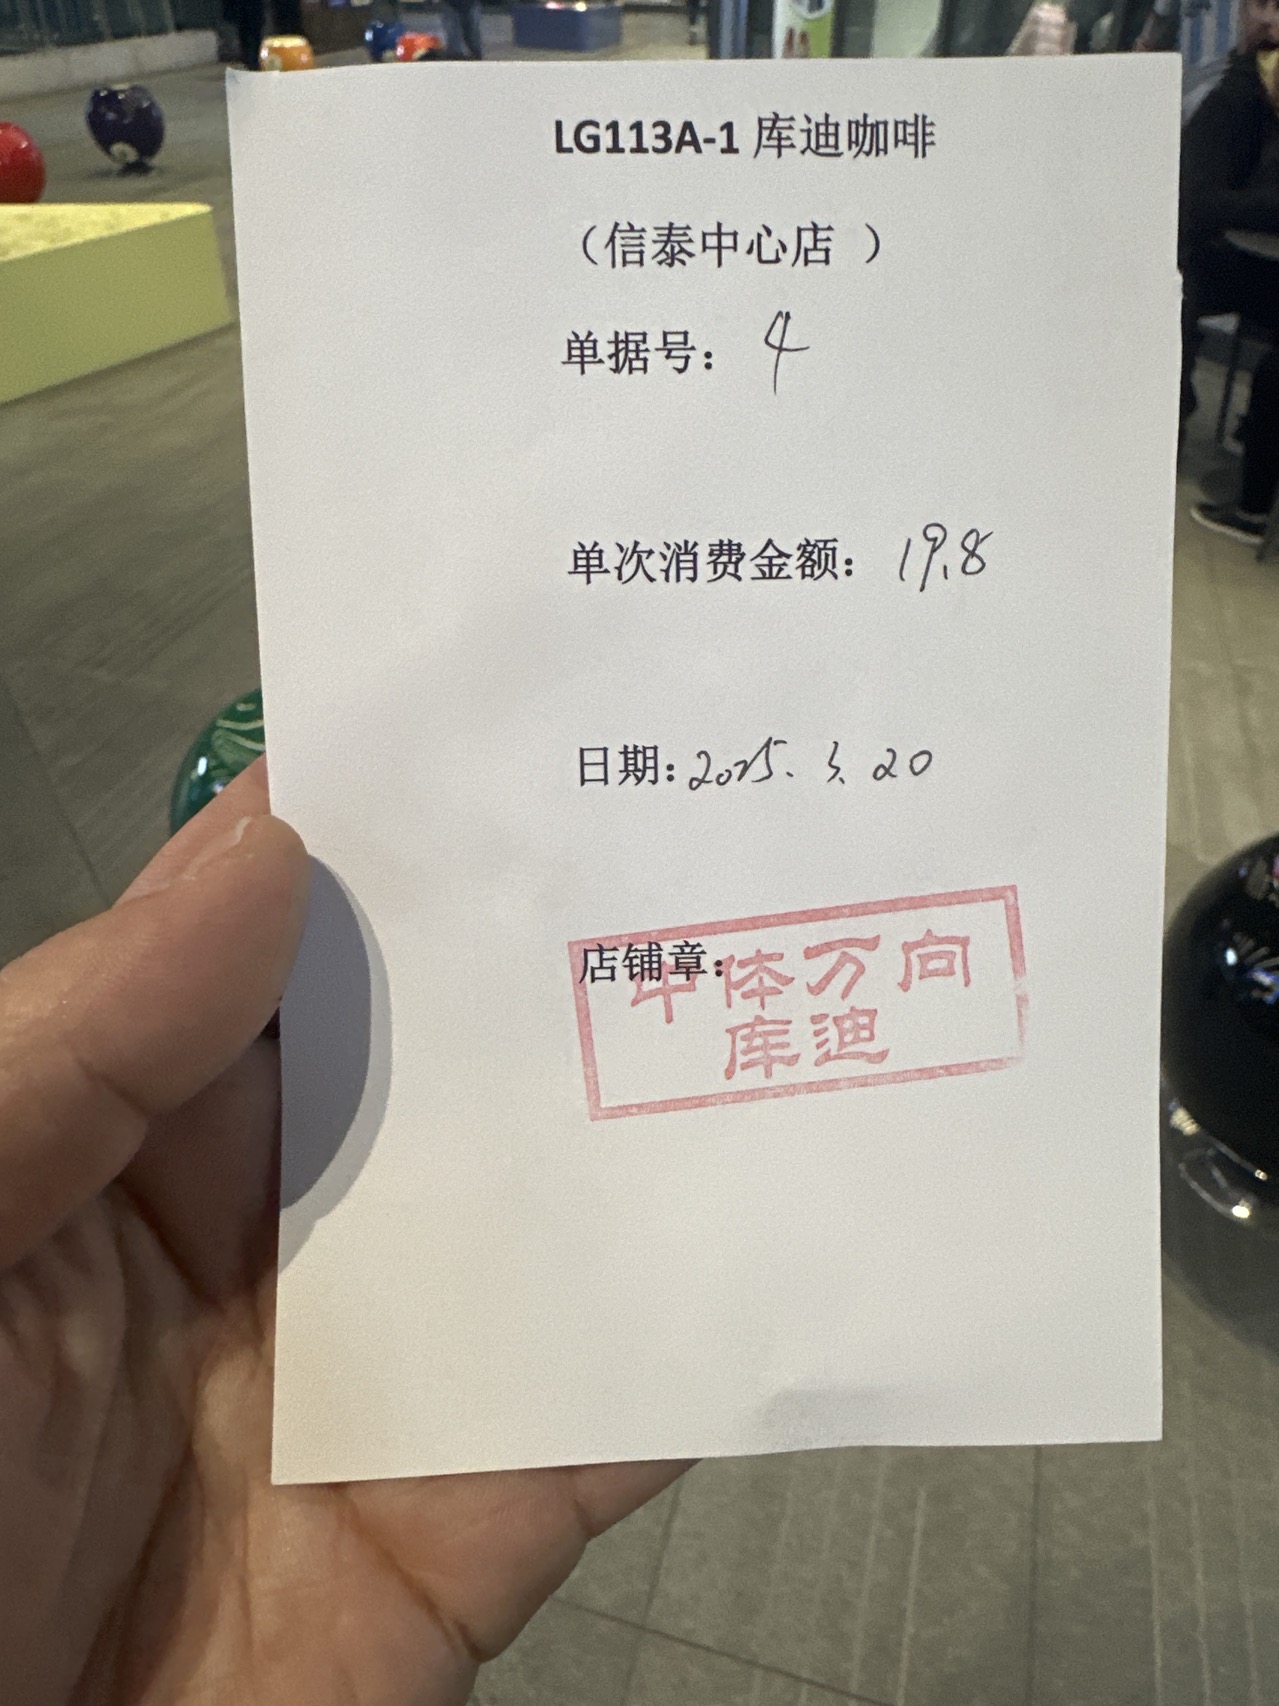 LG113A-1 库迪咖啡
（信泰中心店 ）
单据号： 4
单次消费金额： 19.8
日期: 2025. 3. 20
店铺章：
中体万向
库迪